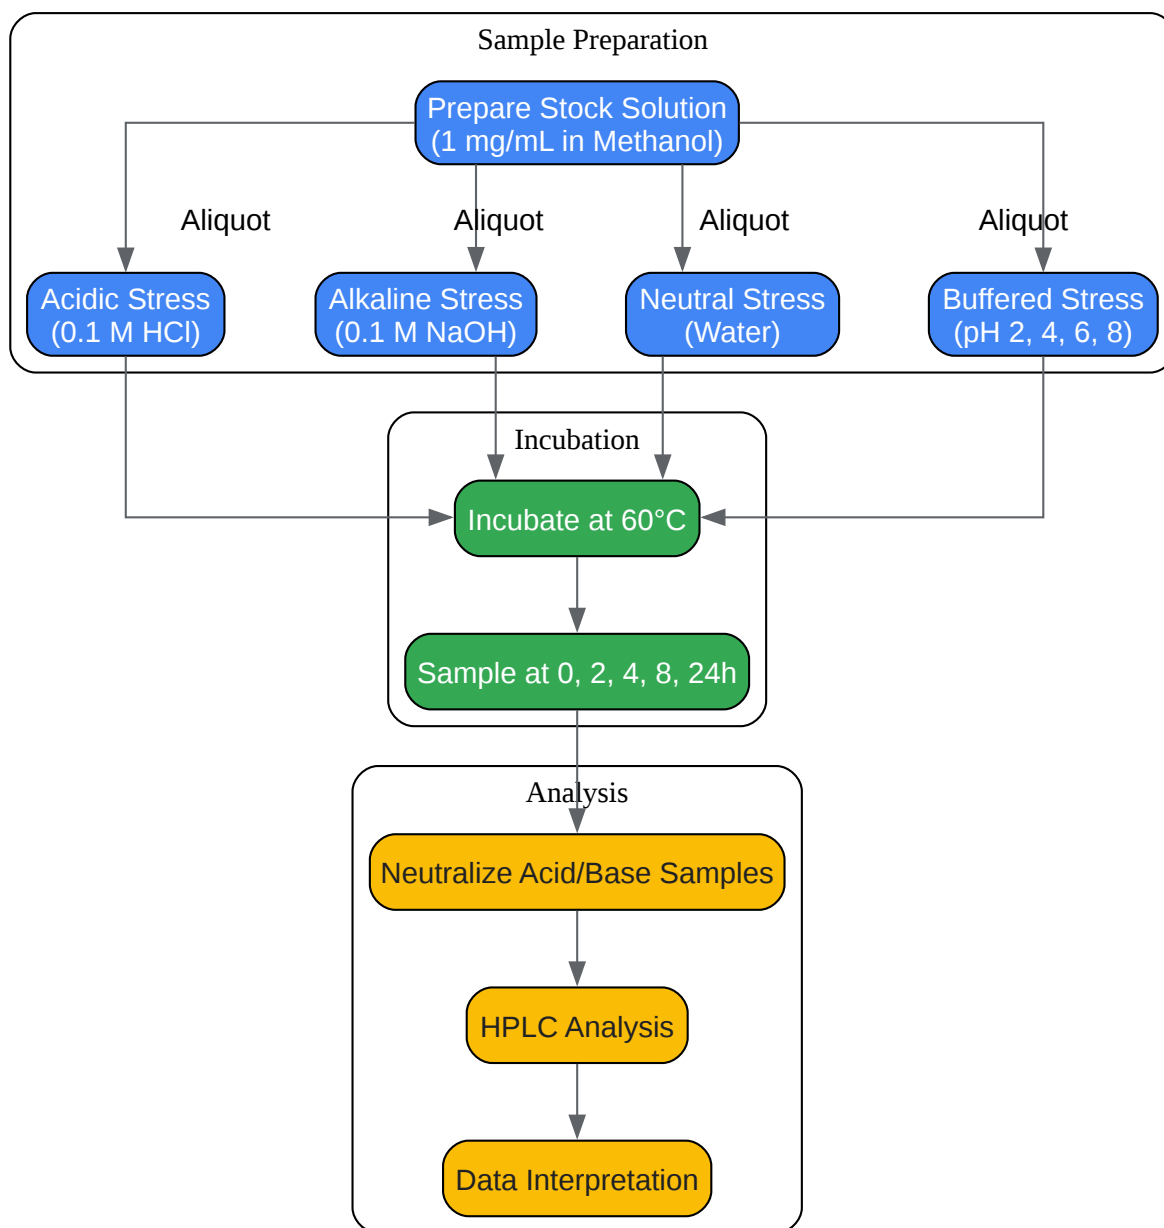 Sample Preparation
Prepare Stock Solution
(1 mg/mL in Methanol)
Aliquot
Aliquot
Aliquot
Aliquot
Acidic Stress
(0.1 M HCl)
Alkaline Stress
(0.1 M NaOH)
Neutral Stress
(Water)
Buffered Stress
(pH 2, 4, 6, 8)
Incubation
Incubate at 60°C
Sample at 0, 2, 4, 8, 24h
Analysis
Neutralize Acid/Base Samples
HPLC Analysis
Data Interpretation